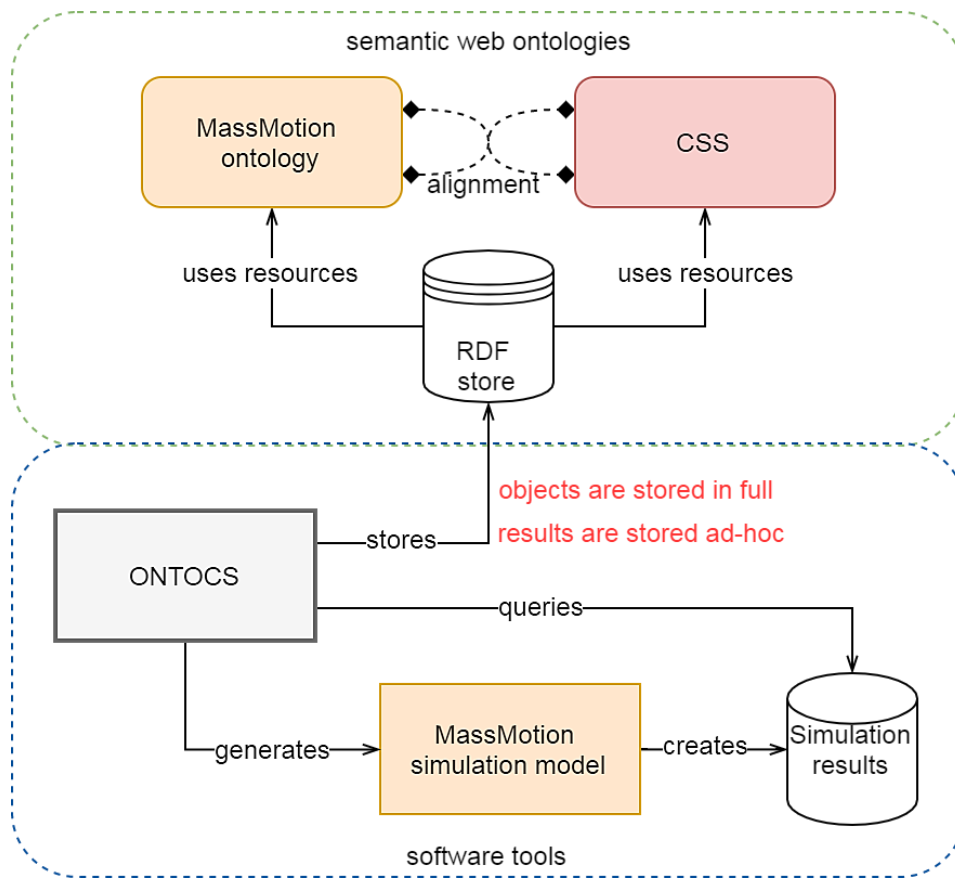 semantic web ontologies
MassMotion
ontology
CSS
alignment
uses resources
uses resources
RDF
store
objects are stored in full
results are stored ad-hoc
stores
ONTOCS
queries
generates
MassMotion
simulation model
creates
Simulation
results
software tools